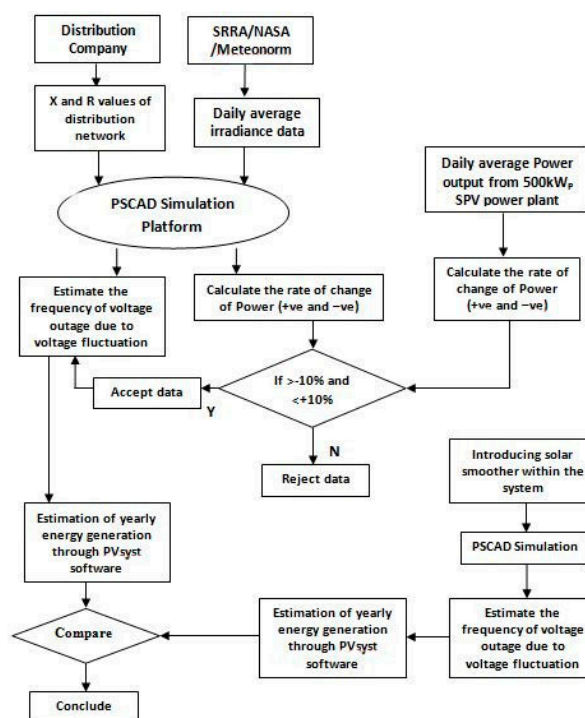 Distribution
Company
SRRA/NASA
/Meteonorm
X and R values of
distribution
network
Daily average
irradiance data
Daily average Power
output from 500kWₚ
SPV power plant
PSCAD Simulation
Platform
Estimate the
frequency of voltage
outage due to
voltage fluctuation
Calculate the rate of change
of Power (+ve and –ve)
Calculate the rate of
change of Power
(+ve and –ve)
Accept data
Y
If >-10% and
<+10%
N
Reject data
Introducing solar
smoother within the
system
PSCAD Simulation
Estimation of yearly
energy generation
through PVsyst
software
Compare
Estimation of yearly
energy generation
through PVsyst
software
Estimate the
frequency of voltage
outage due to
voltage fluctuation
Conclude